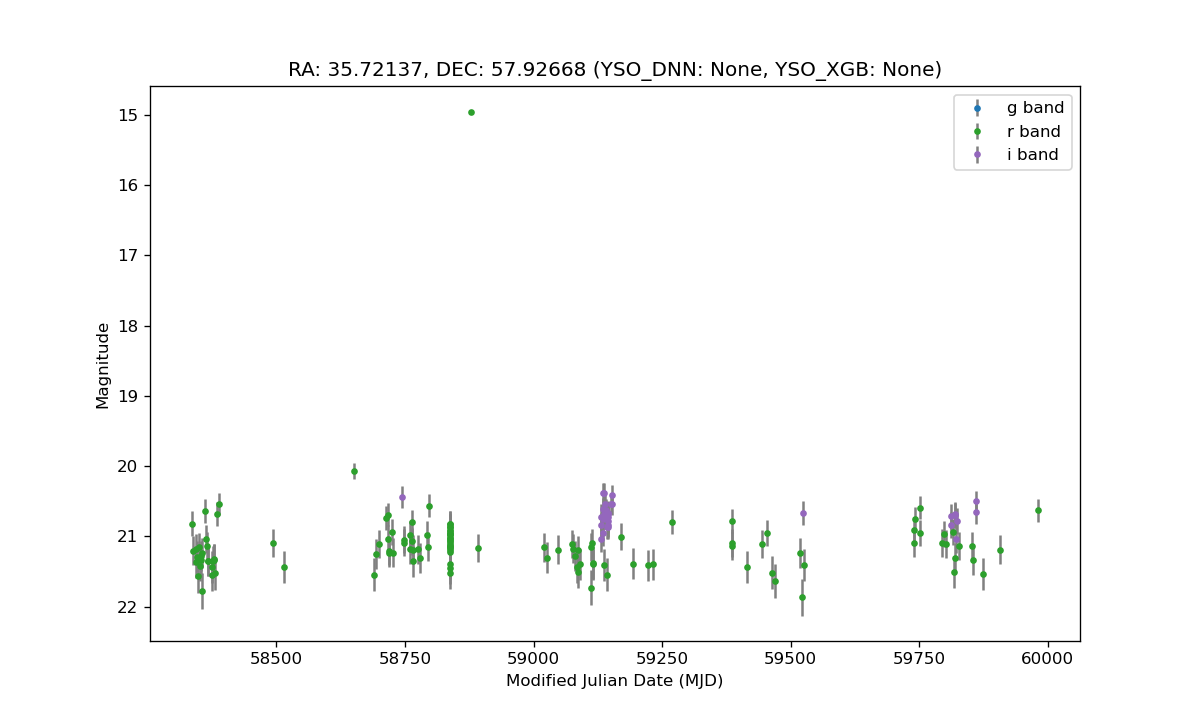 RA: 35.72137, DEC: 57.92668 (YSO_DNN: None, YSO_XGB: None)
g band
r band
i band
15
16
17
18
19
20
21
22
Magnitude
58500
58750
59000
59250
59500
59750
60000
Modified Julian Date (MJD)